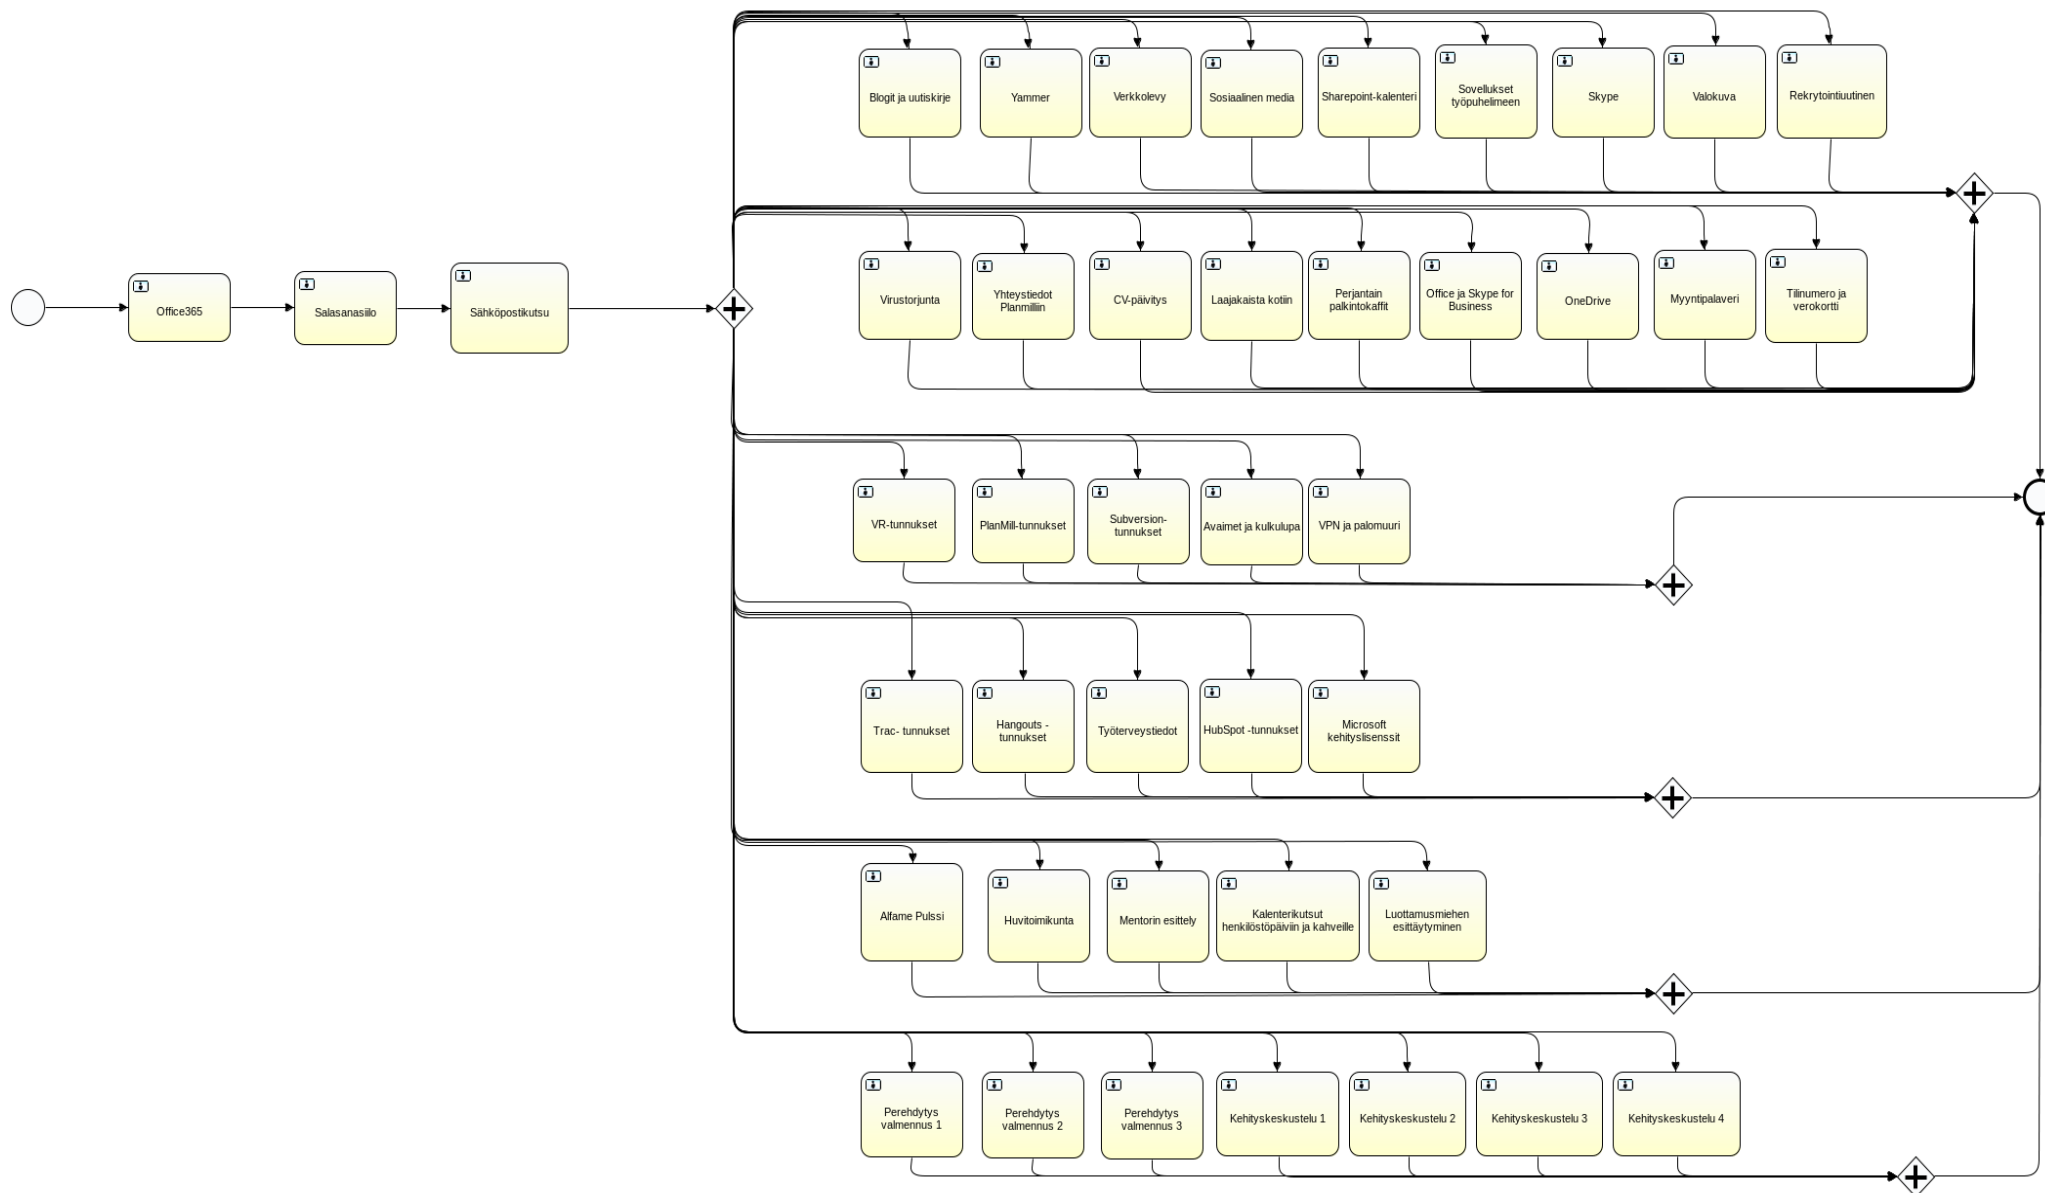 Blogit ja uutiskirje
Yammer
Verkkolevy
Sosiaalinen media
Sharepoint-kalenteri
Sovellukset
työpuhelimeen
Skype
Valokuva
Rekrytointiuutinen
Office365
Salasanasiilo
Sähköpostikutsu
Virustorjunta
Yhteystiedot
Planmilliin
CV-päivitys
Laajakaista kotiin
Perjantain
palkintokaffit
Office ja Skype for
Business
OneDrive
Myyntipalaveri
Tilinumero ja
verokortti
VR-tunnukset
PlanMill-tunnukset
Subversion-
tunnukset
Avaimet ja kulkulupa
VPN ja palomuuri
Trac- tunnukset
Hangouts -
tunnukset
Työterveystiedot
HubSpot -tunnukset
Microsoft
kehityslisenssit
Alfame Pulssi
Huvitoimikunta
Mentorin esittely
Kalenterikutsut
henkilöstöpäiviin ja kahveille
Luottamusmiehen
esittäytyminen
Perehdytys
valmennus 1
Perehdytys
valmennus 2
Perehdytys
valmennus 3
Kehityskeskustelu 1
Kehityskeskustelu 2
Kehityskeskustelu 3
Kehityskeskustelu 4